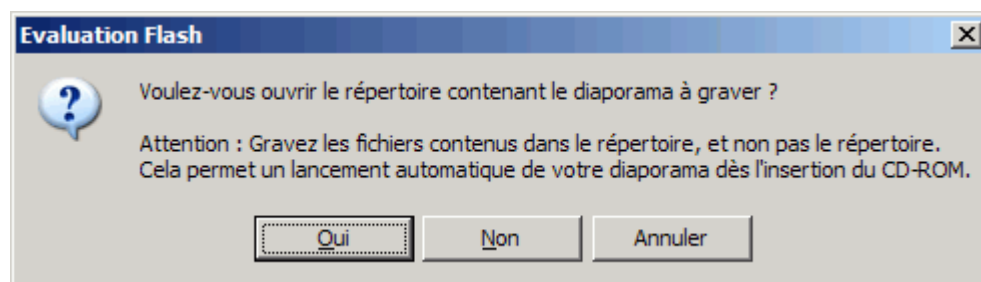 Evaluation Flash
Voulez-vous ouvrir le répertoire contenant le diaporama à graver ?
Attention : Gravez les fichiers contenus dans le répertoire, et non pas le répertoire.
Cela permet un lancement automatique de votre diaporama dès l'insertion du CD-ROM.
Oui Non Annuler